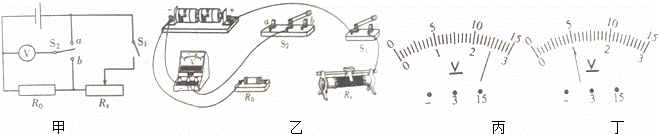 S₂ a S₁
V
b
R₀ Rₓ
甲
- +
a b
S₂ S₁
R₀ Rₓ
乙
0 5 10 15
0 1 2 3
V
- 3 15
丙
0 5 10 15
0 1 2 3
V
- 3 15
丁